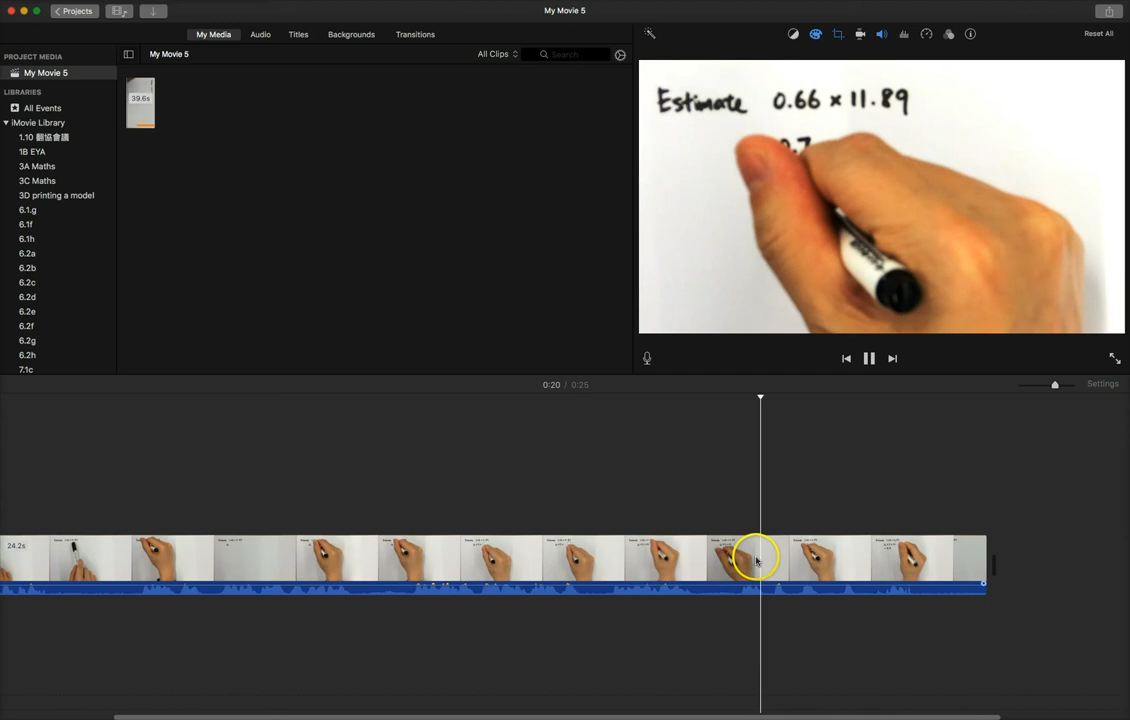 Projects
My Movie 5
My Media
Audio
Titles
Backgrounds
Transitions
PROJECT MEDIA
My Movie 5
LIBRARIES
All Events
iMovie Library
1.10 翻協會議
1B EYA
3A Maths
3C Maths
3D printing a model
6.1.g
6.1f
6.1h
6.2a
6.2b
6.2c
6.2d
6.2e
6.2f
6.2g
6.2h
7.1c
My Movie 5
All Clips
Search
39.6s
Reset All
Estimate 0.66 × 11.89
0.7
0:20 / 0:25
Settings
24.2s